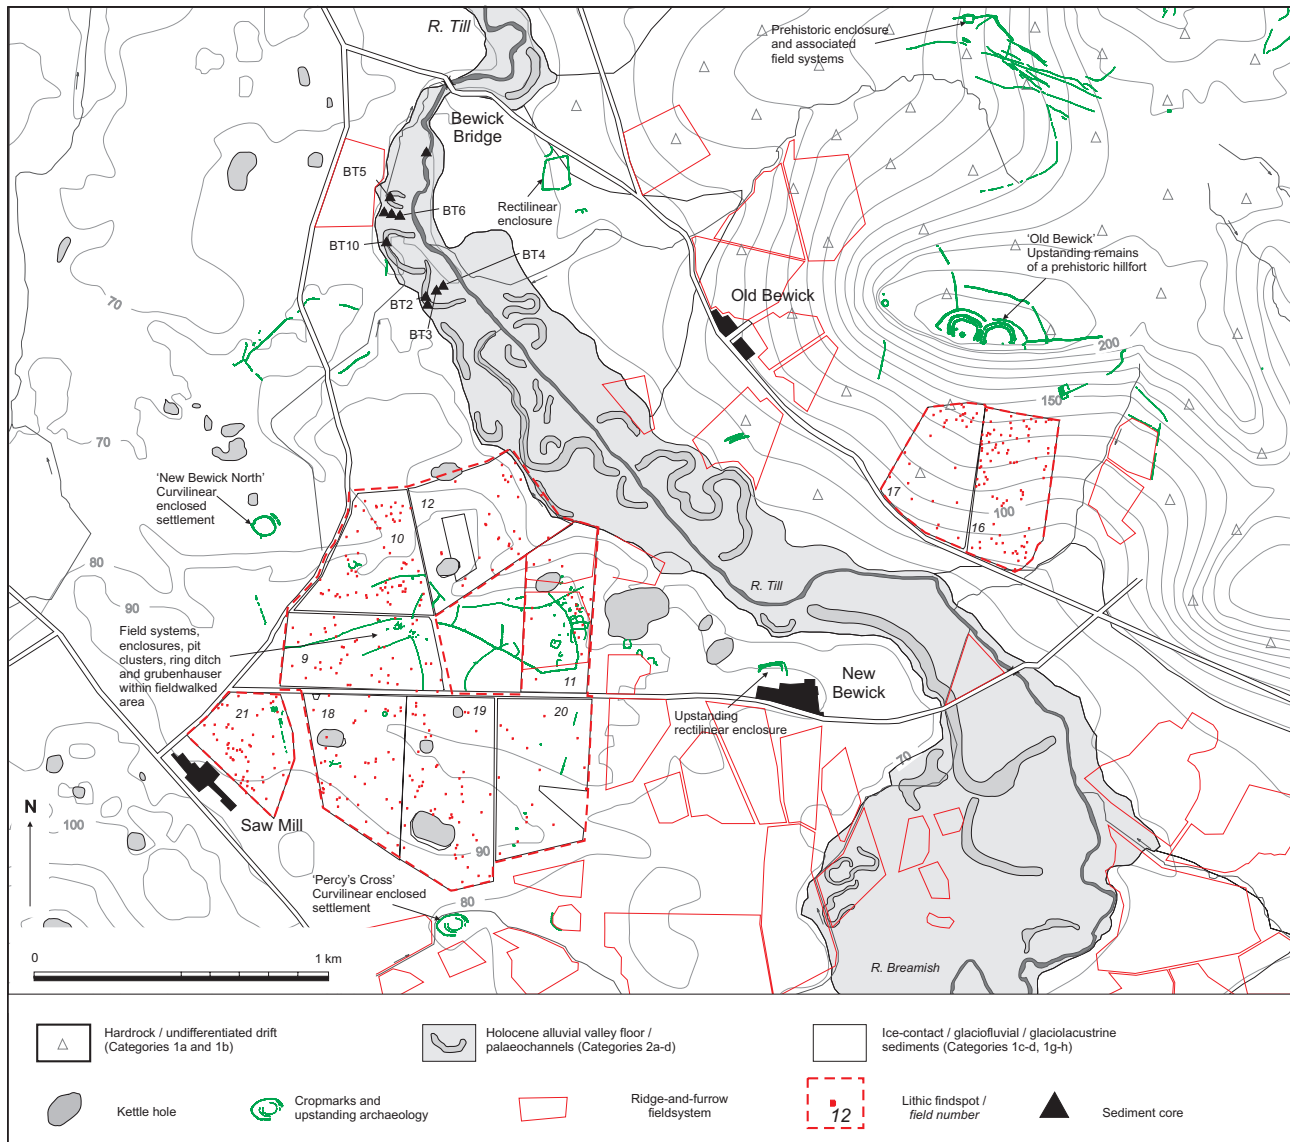 R. Till
Prehistoric enclosure
and associated
field systems
Bewick
Bridge
BT5
BT6
Rectilinear
enclosure
BT10
BT4
'Old Bewick'
Upstanding remains
of a prehistoric hillfort
70
BT2
BT3
Old Bewick
200
150
70
'New Bewick North'
Curvilinear
enclosed
settlement
12
10
17
16
100
80
90
R. Till
Field systems,
enclosures, pit
clusters, ring ditch
and grubenhauser
within fieldwalked
area
9
11
New
Bewick
21
18
19
20
Upstanding
rectilinear enclosure
70
N
100
Saw Mill
90
'Percy's Cross'
Curvilinear enclosed
settlement
80
0
1 km
R. Breamish
Hardrock / undifferentiated drift
(Categories 1a and 1b)
Holocene alluvial valley floor /
palaeochannels (Categories 2a-d)
Ice-contact / glaciofluvial / glaciolacustrine
sediments (Categories 1c-d, 1g-h)
Kettle hole
Cropmarks and
upstanding archaeology
Ridge-and-furrow
fieldsystem
12
Lithic findspot /
field number
Sediment core